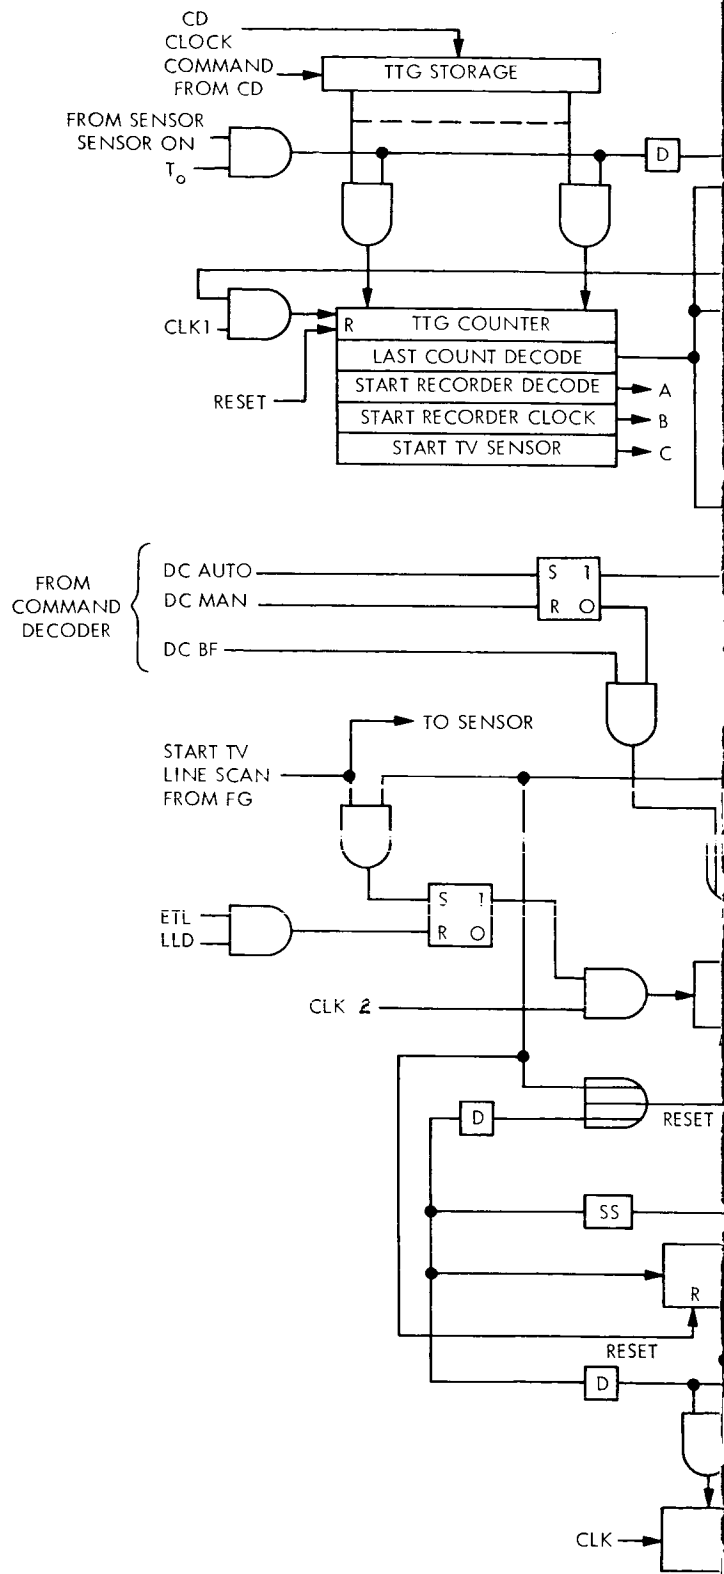 CD
CLOCK
COMMAND
FROM CD
TTG STORAGE
FROM SENSOR
SENSOR ON
To
D
CLK1
R TTG COUNTER
LAST COUNT DECODE
START RECORDER DECODE A
RESET
START RECORDER CLOCK B
START TV SENSOR C
FROM
COMMAND
DECODER
DC AUTO
DC MAN
DC BF
S 1
R O
TO SENSOR
START TV
LINE SCAN
FROM FG
ETL
LLD
S 1
R O
CLK 2
D
RESET
SS
R
RESET
D
CLK